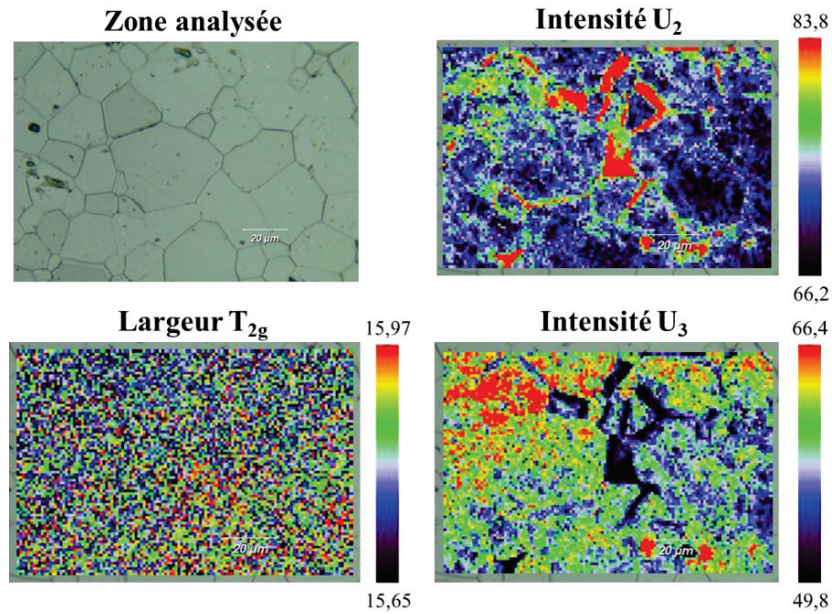 Zone analysée
Intensité U2
83,8
20 µm
20 µm
66,2
Largeur T2g
15,97
Intensité U3
66,4
20 µm
20 µm
15,65
49,8